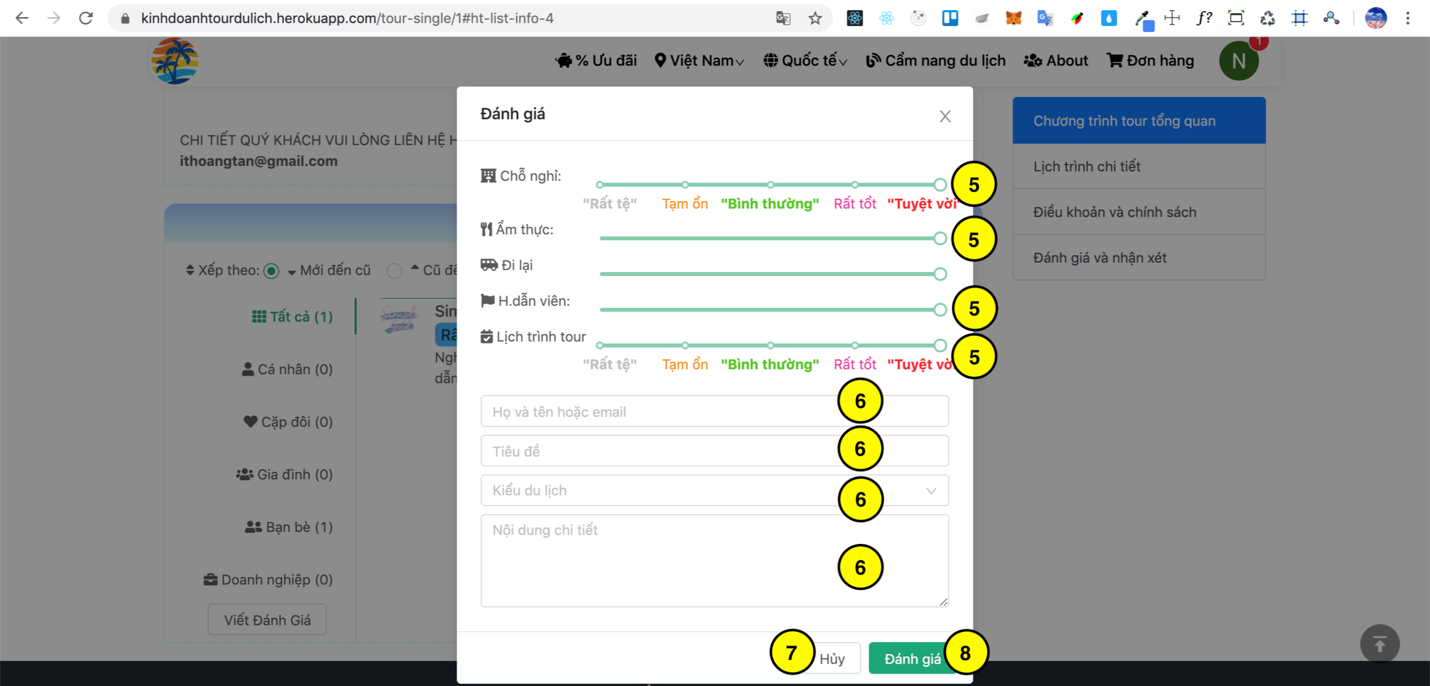 kinhdoanhtourdulich.herokuapp.com/tour-single/1#ht-list-info-4
% Ưu đãi
Việt Nam
Quốc tế
Cẩm nang du lịch
About
Đơn hàng
N
1
CHI TIẾT QUÝ KHÁCH VUI LÒNG LIÊN HỆ H
ithoangtan@gmail.com
Xếp theo:
Mới đến cũ
Cũ đế
Tất cả (1)
Cá nhân (0)
Cặp đôi (0)
Gia đình (0)
Bạn bè (1)
Doanh nghiệp (0)
Viết Đánh Giá
Sim
Rấ
Ngh
dẫn
Đánh giá
Chỗ nghỉ:
5
"Rất tệ" Tạm ổn "Bình thường" Rất tốt "Tuyệt vời"
Ẩm thực:
5
Đi lại
H.dẫn viên:
5
Lịch trình tour
5
"Rất tệ" Tạm ổn "Bình thường" Rất tốt "Tuyệt vờ
Họ và tên hoặc email
6
Tiêu đề
6
Kiểu du lịch
6
Nội dung chi tiết
6
7
Hủy
Đánh giá
8
Chương trình tour tổng quan
Lịch trình chi tiết
Điều khoản và chính sách
Đánh giá và nhận xét